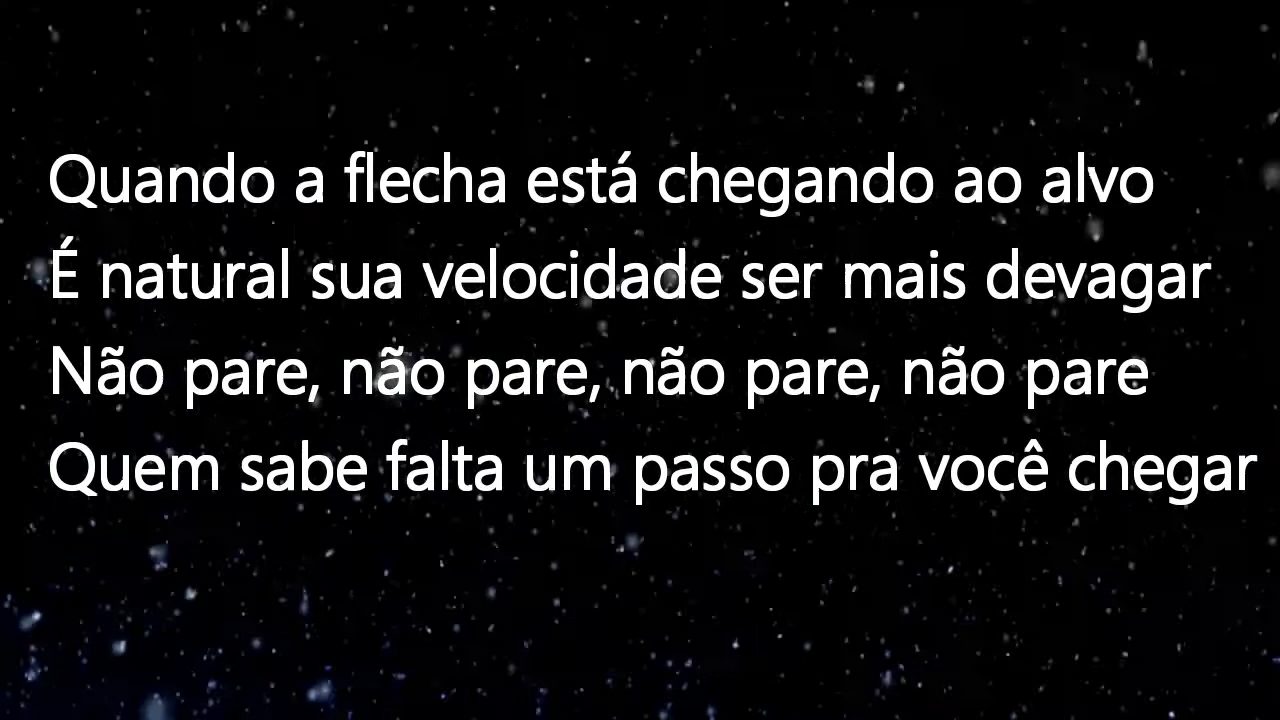 Quando a flecha está chegando ao alvo
É natural sua velocidade ser mais devagar
Não pare, não pare, não pare, não pare
Quem sabe falta um passo pra você chegar